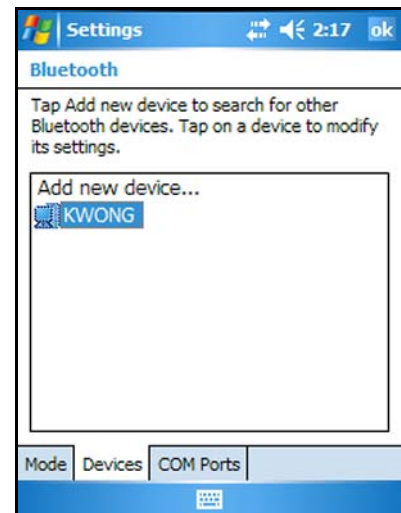 Settings 2:17 ok
Bluetooth
Tap Add new device to search for other
Bluetooth devices. Tap on a device to modify
its settings.
Add new device...
KWONG
Mode Devices COM Ports